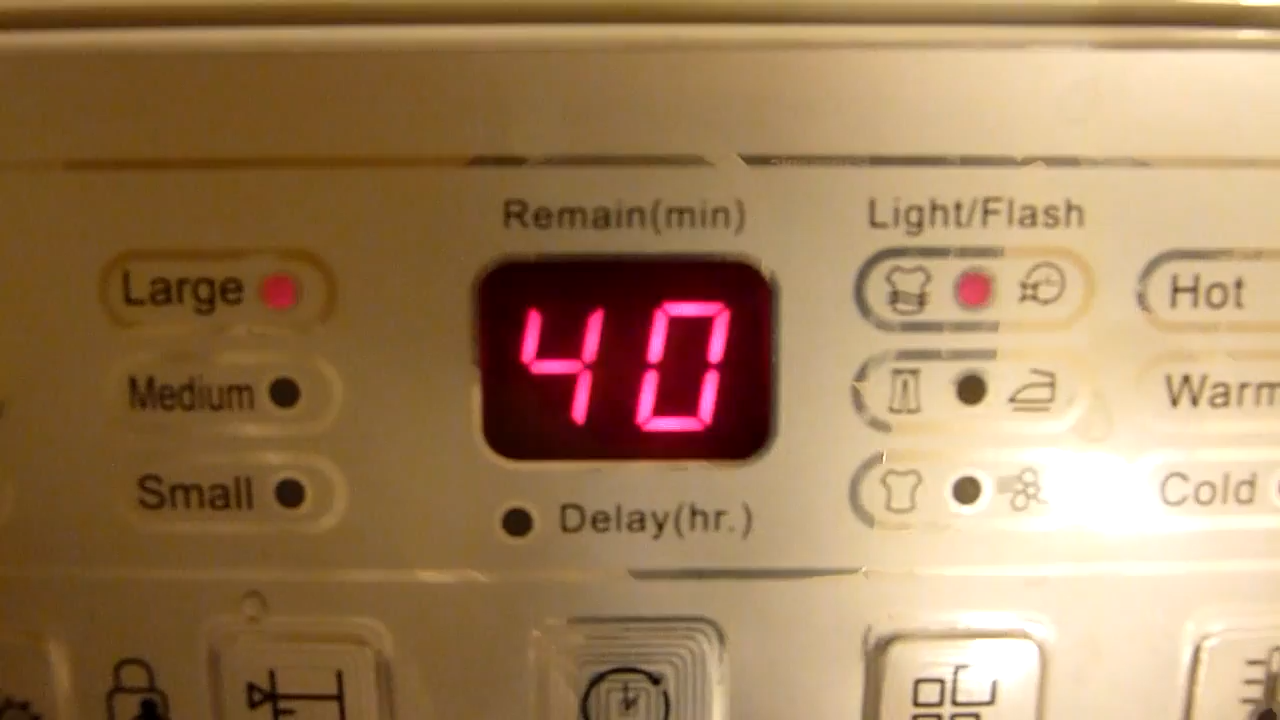 Remain(min)
Light/Flash
Large
40
Hot
Medium
Warm
Small
Delay(hr.)
Cold